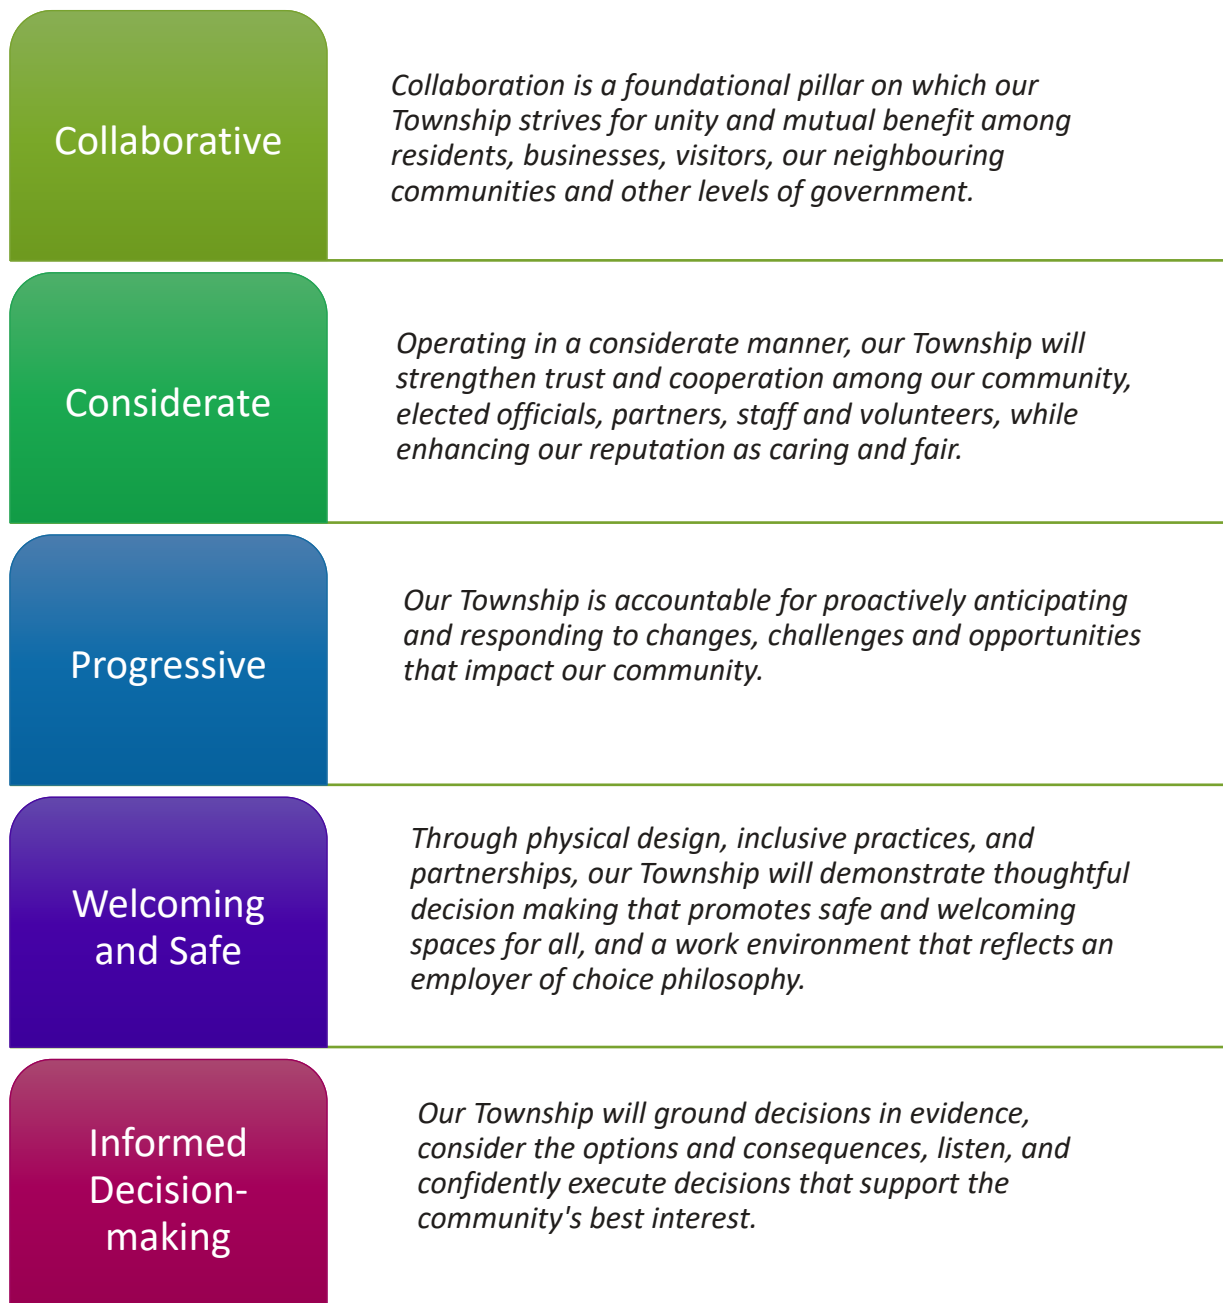 Collaborative
Collaboration is a foundational pillar on which our
Township strives for unity and mutual benefit among
residents, businesses, visitors, our neighbouring
communities and other levels of government.
Considerate
Operating in a considerate manner, our Township will
strengthen trust and cooperation among our community,
elected officials, partners, staff and volunteers, while
enhancing our reputation as caring and fair.
Progressive
Our Township is accountable for proactively anticipating
and responding to changes, challenges and opportunities
that impact our community.
Welcoming
and Safe
Through physical design, inclusive practices, and
partnerships, our Township will demonstrate thoughtful
decision making that promotes safe and welcoming
spaces for all, and a work environment that reflects an
employer of choice philosophy.
Informed
Decision-
making
Our Township will ground decisions in evidence,
consider the options and consequences, listen, and
confidently execute decisions that support the
community's best interest.